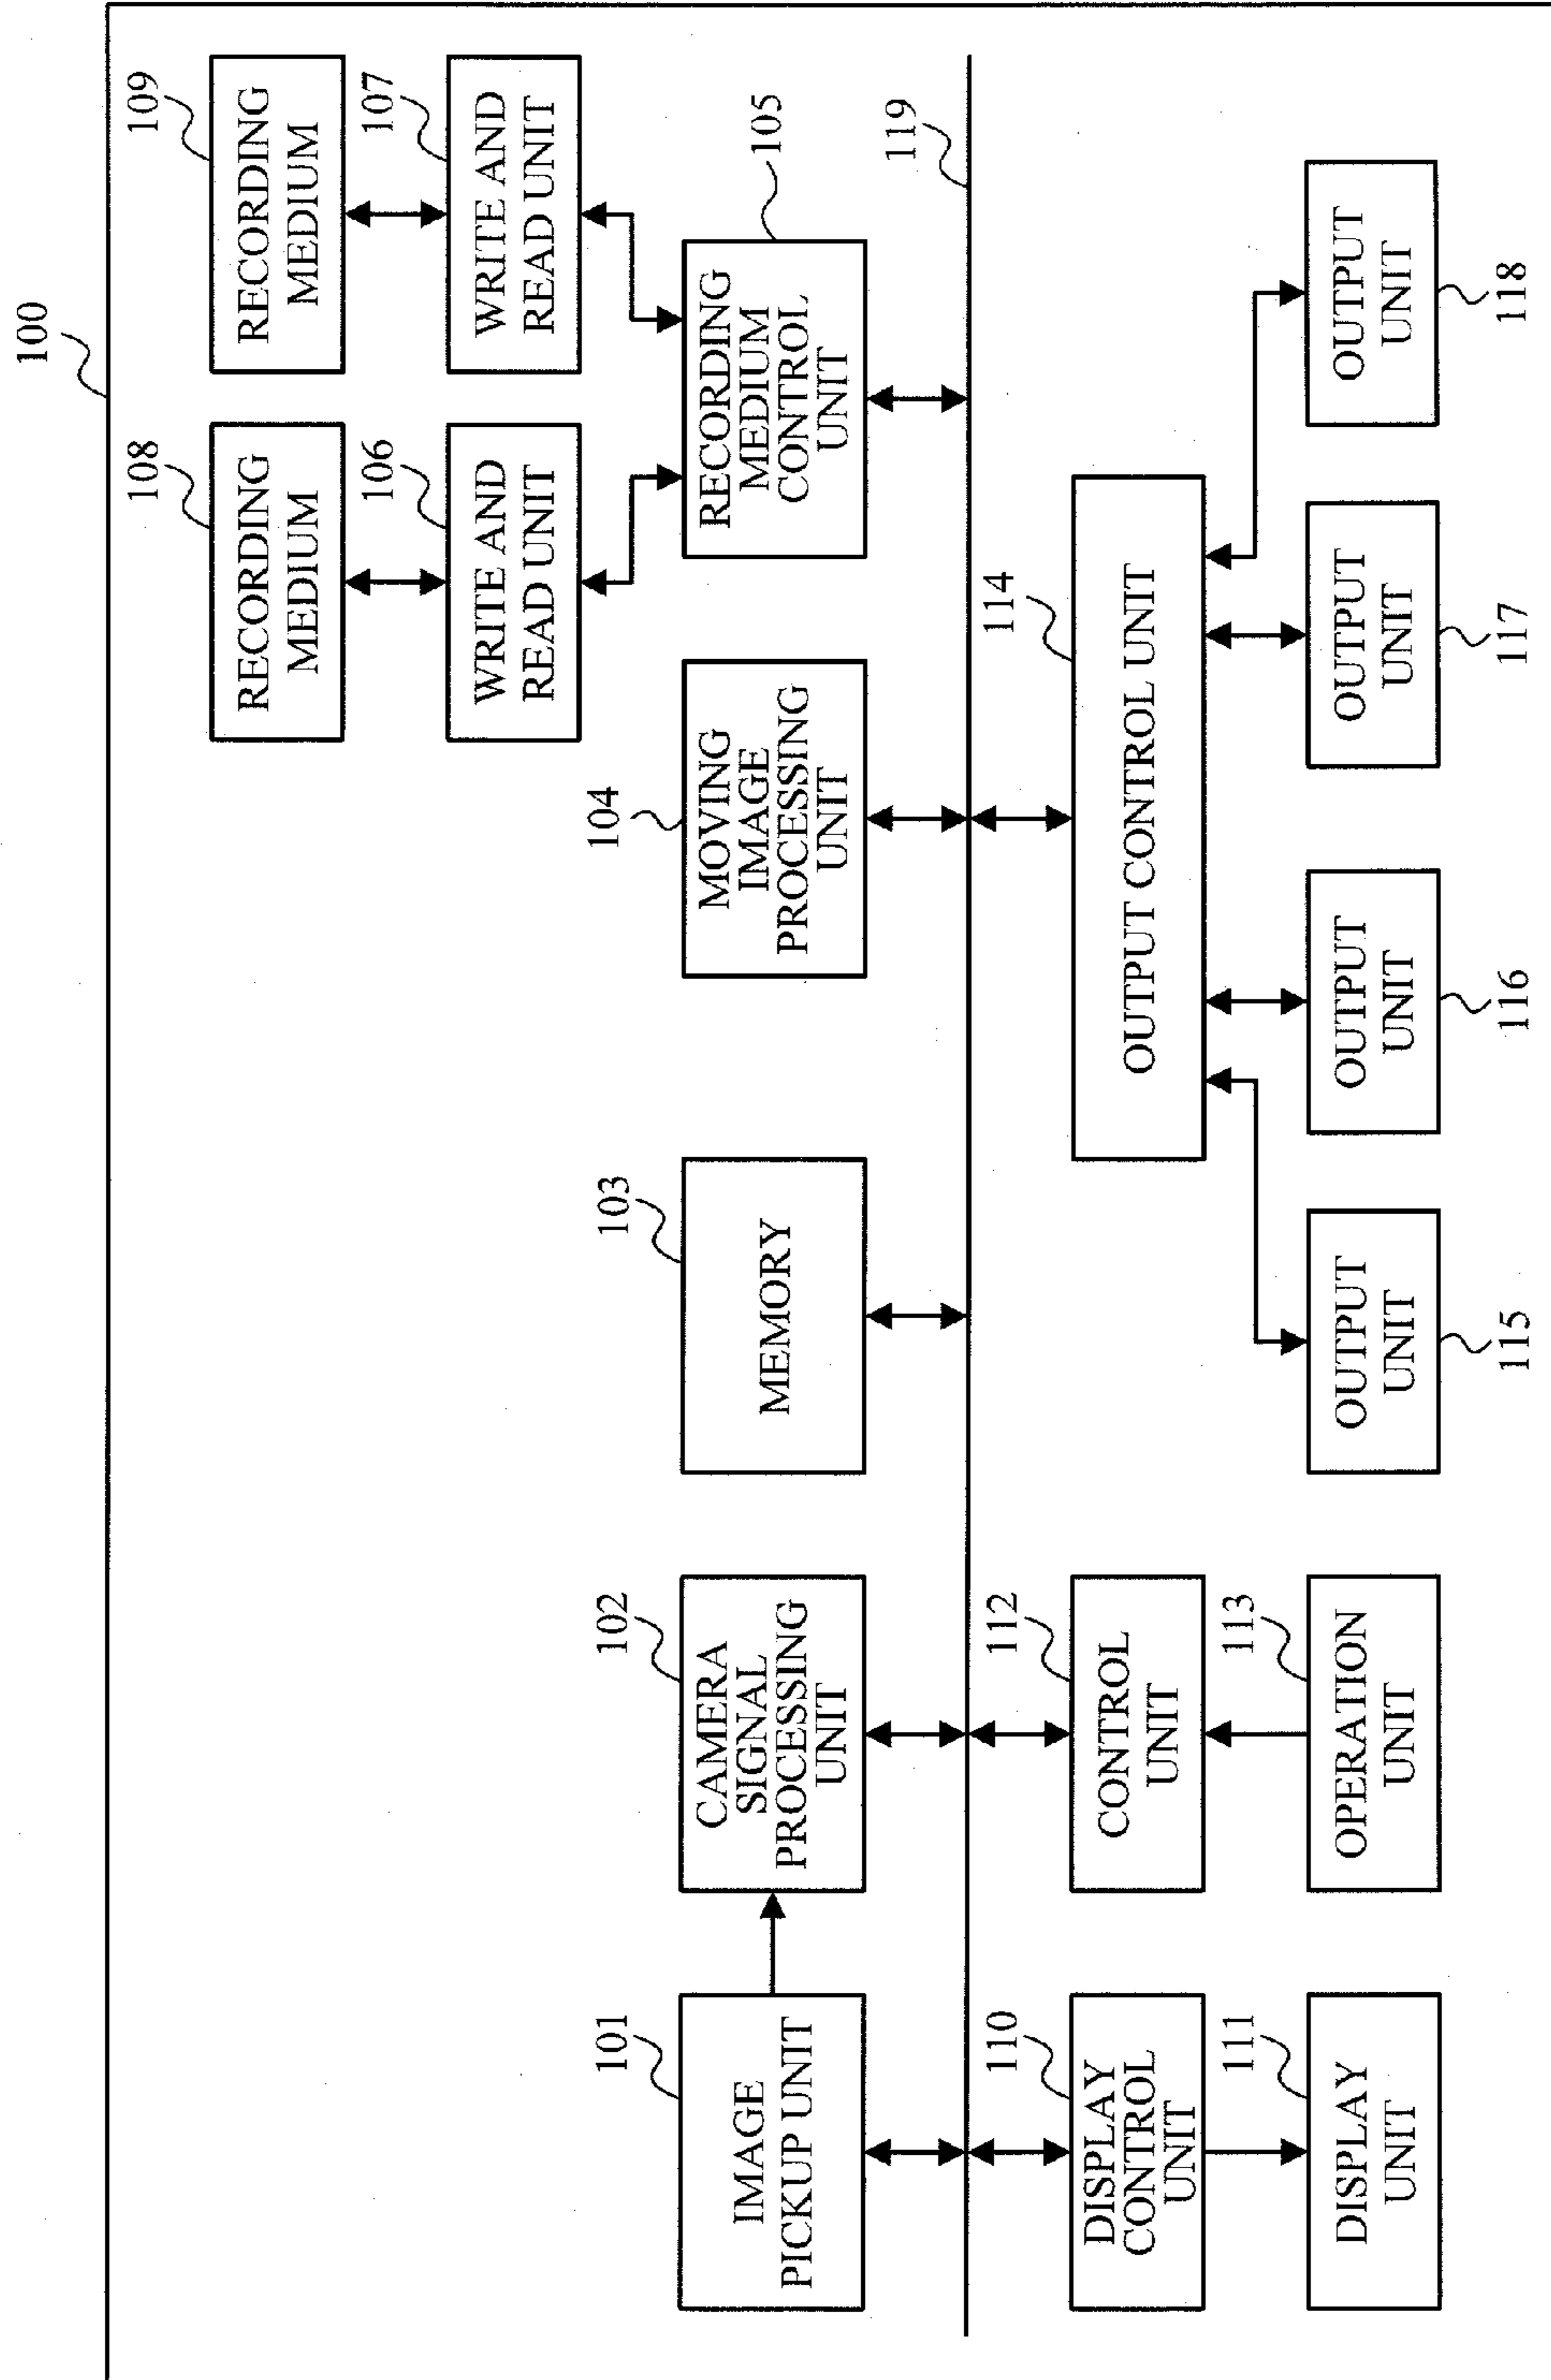 100
109
RECORDING
MEDIUM
107
WRITE AND
READ UNIT
108
RECORDING
MEDIUM
106
WRITE AND
READ UNIT
105
RECORDING
MEDIUM
CONTROL
UNIT
104
MOVING
IMAGE
PROCESSING
UNIT
103
MEMORY
102
CAMERA
SIGNAL
PROCESSING
UNIT
101
IMAGE
PICKUP UNIT
119
110
DISPLAY
CONTROL
UNIT
111
DISPLAY
UNIT
112
CONTROL
UNIT
113
OPERATION
UNIT
114
OUTPUT CONTROL UNIT
OUTPUT
UNIT
115
OUTPUT
UNIT
116
OUTPUT
UNIT
117
OUTPUT
UNIT
118